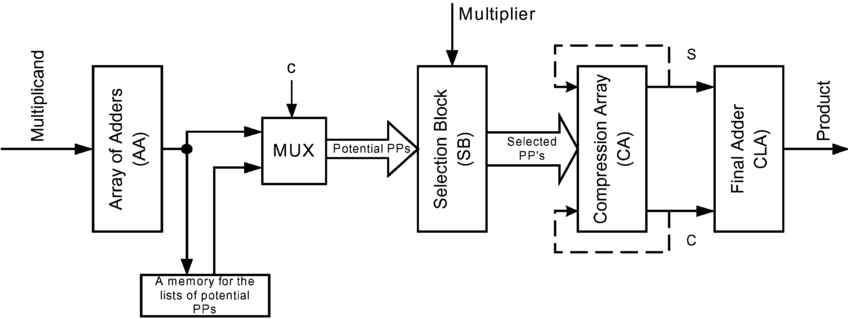 Multiplicand
Array of Adders
(AA)
A memory for the
lists of potential
PPs
c
MUX
Potential PPs
Multiplier
Selection Block
(SB)
Selected
PP's
Compression Array
(CA)
S
C
Final Adder
CLA)
Product